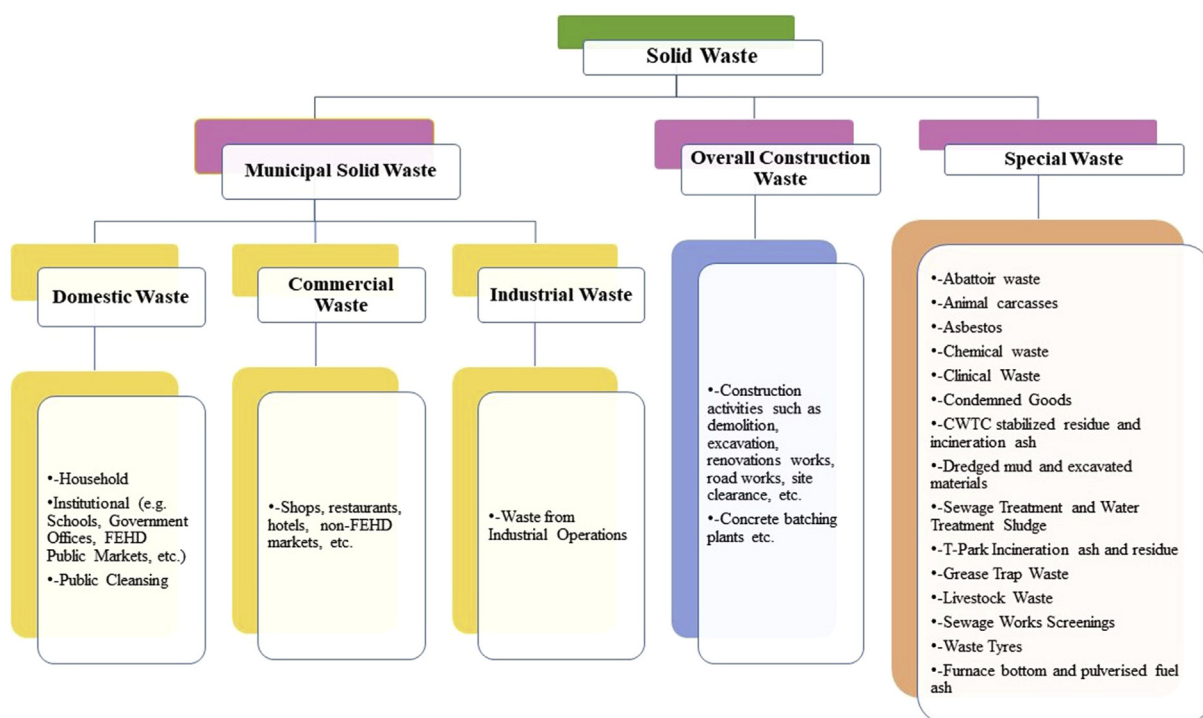 Solid Waste
Municipal Solid Waste
Overall Construction
Waste
Special Waste
Domestic Waste
Commercial
Waste
Industrial Waste
•-Household
•Institutional (e.g.
Schools, Government
Offices, FEHD
Public Markets, etc.)
•-Public Cleansing
•-Shops, restaurants,
hotels, non-FEHD
markets, etc.
•-Waste from
Industrial Operations
•-Construction
activities such as
demolition,
excavation,
renovations works,
road works, site
clearance, etc.
•-Concrete batching
plants etc.
•-Abattoir waste
•-Animal carcasses
•-Asbestos
•-Chemical waste
•-Clinical Waste
•-Condemned Goods
•-CWTC stabilized residue and
incineration ash
•-Dredged mud and excavated
materials
•-Sewage Treatment and Water
Treatment Sludge
•-T-Park Incineration ash and residue
•-Grease Trap Waste
•-Livestock Waste
•-Sewage Works Screenings
•-Waste Tyres
•-Furnace bottom and pulverised fuel
ash